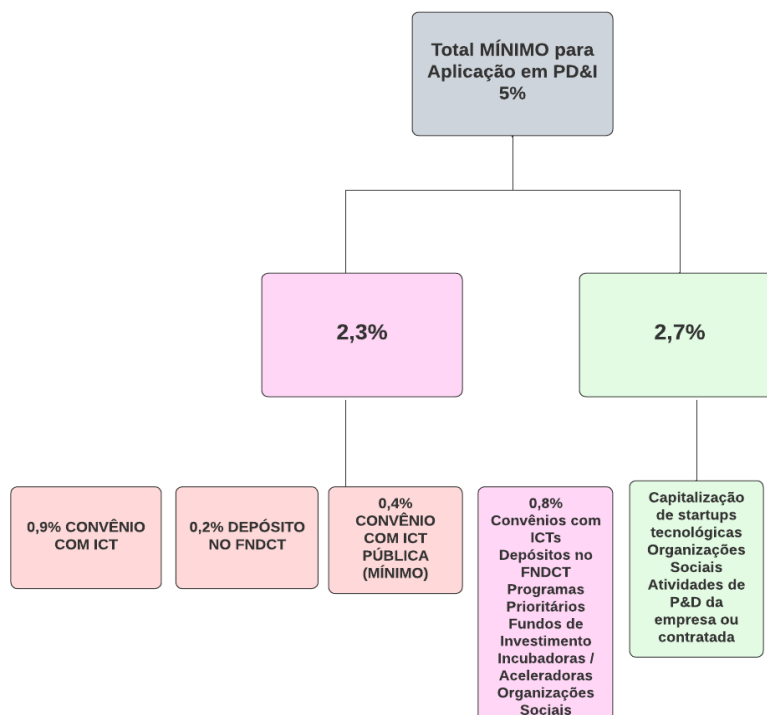 Total MÍNIMO para
Aplicação em PD&I
5%
2,3%
2,7%
0,9% CONVÊNIO
COM ICT
0,2% DEPÓSITO
NO FNDCT
0,4%
CONVÊNIO
COM ICT
PÚBLICA
(MÍNIMO)
0,8%
Convênios com
ICTs
Depósitos no
FNDCT
Programas
Prioritários
Fundos de
Investimento
Incubadoras /
Aceleradoras
Organizações
Sociais
Capitalização
de startups
tecnológicas
Organizações
Sociais
Atividades de
P&D da
empresa ou
contratada